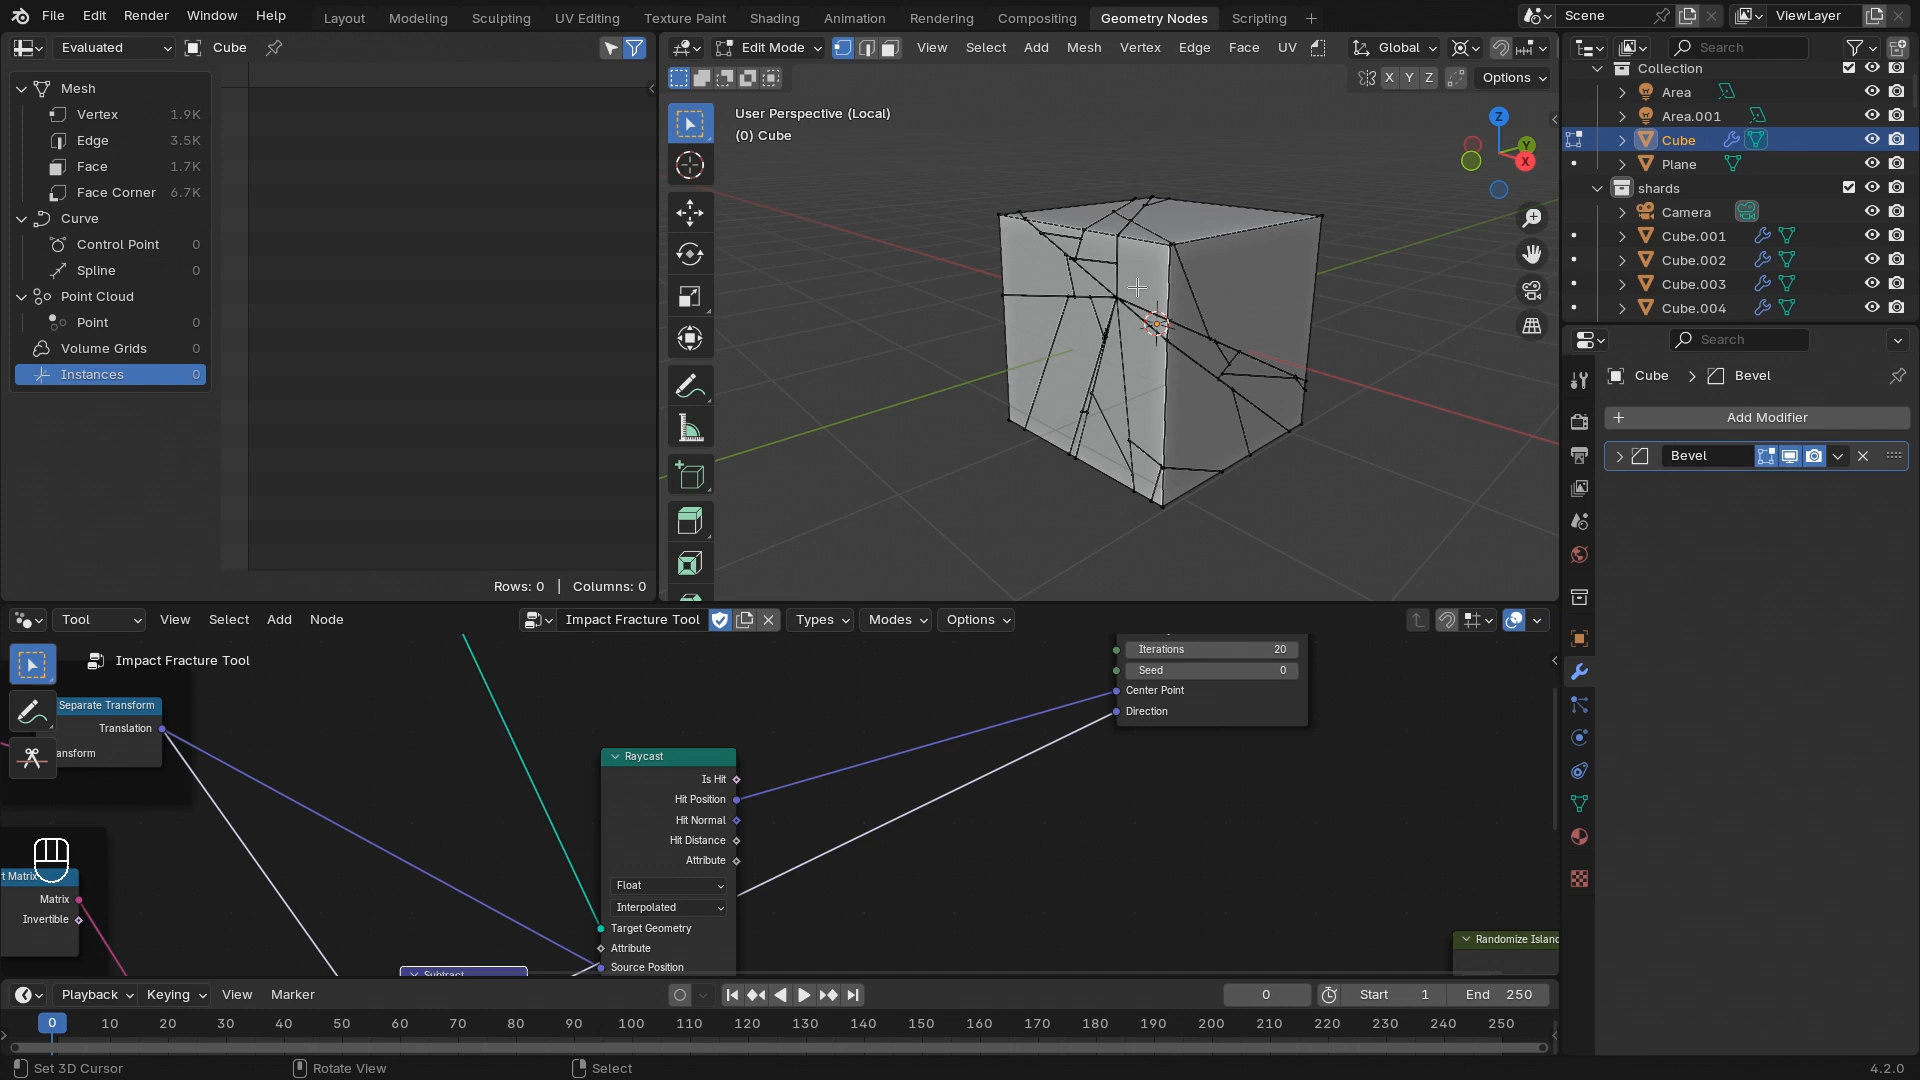 File Edit Render Window Help Layout Modeling Sculpting UV Editing Texture Paint Shading Animation Rendering Compositing Geometry Nodes Scripting Scene ViewLayer
Evaluated Cube
Mesh
Vertex 1.9K
Edge 3.5K
Face 1.7K
Face Corner 6.7K
Curve
Control Point 0
Spline 0
Point Cloud
Point 0
Volume Grids 0
Instances 0
Rows: 0 | Columns: 0
Edit Mode View Select Add Mesh Vertex Edge Face UV Global
X Y Z Options
User Perspective (Local)
(0) Cube
Z
Y
X
Search
Collection
Area
Area.001
Cube
Plane
shards
Camera
Cube.001
Cube.002
Cube.003
Cube.004
Search
Cube > Bevel
+ Add Modifier
Bevel
Tool View Select Add Node Impact Fracture Tool Types Modes Options
Impact Fracture Tool
Separate Transform
Translation
ansform
t Matrix
Matrix
Invertible
Raycast
Is Hit
Hit Position
Hit Normal
Hit Distance
Attribute
Float
Interpolated
Target Geometry
Attribute
Source Position
Iterations 20
Seed 0
Center Point
Direction
Randomize Islanc
Playback Keying View Marker 0 Start 1 End 250
0 10 20 30 40 50 60 70 80 90 100 110 120 130 140 150 160 170 180 190 200 210 220 230 240 250
Set 3D Cursor Rotate View Select 4.2.0